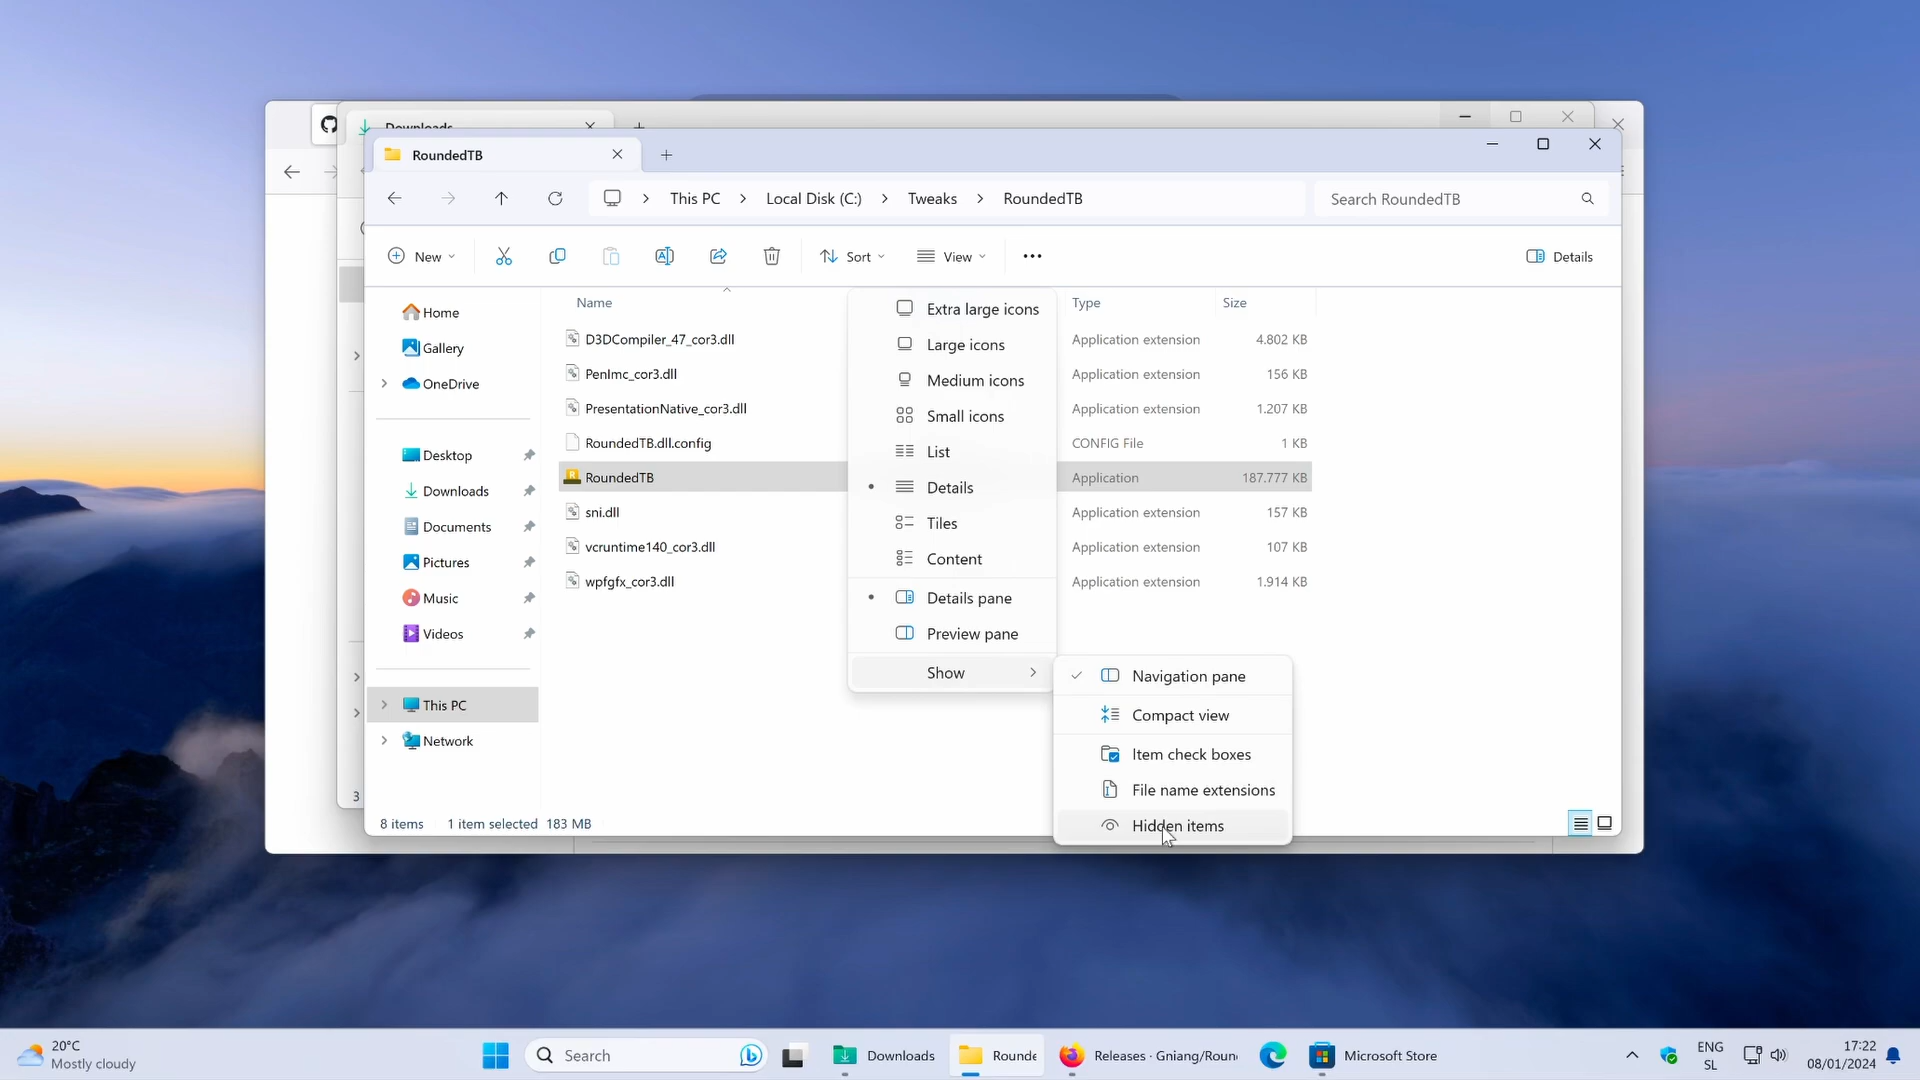 Downloads
RoundedTB
This PC
Local Disk (C:)
Tweaks
RoundedTB
Search RoundedTB
New
Sort
View
Details
Home
Gallery
OneDrive
Desktop
Downloads
Documents
Pictures
Music
Videos
This PC
Network
Name
Type
Size
D3DCompiler_47_cor3.dll
Application extension
4.802 KB
PenImc_cor3.dll
Application extension
156 KB
PresentationNative_cor3.dll
Application extension
1.207 KB
RoundedTB.dll.config
CONFIG File
1 KB
RoundedTB
Application
187.777 KB
sni.dll
Application extension
157 KB
vcruntime140_cor3.dll
Application extension
107 KB
wpfgfx_cor3.dll
Application extension
1.914 KB
Extra large icons
Large icons
Medium icons
Small icons
List
Details
Tiles
Content
Details pane
Preview pane
Show
Navigation pane
Compact view
Item check boxes
File name extensions
Hidden items
3
8 items
1 item selected 183 MB
20°C
Mostly cloudy
Search
Downloads
Rounde
Releases · Gniang/Roun
Microsoft Store
ENG
SL
17:22
08/01/2024